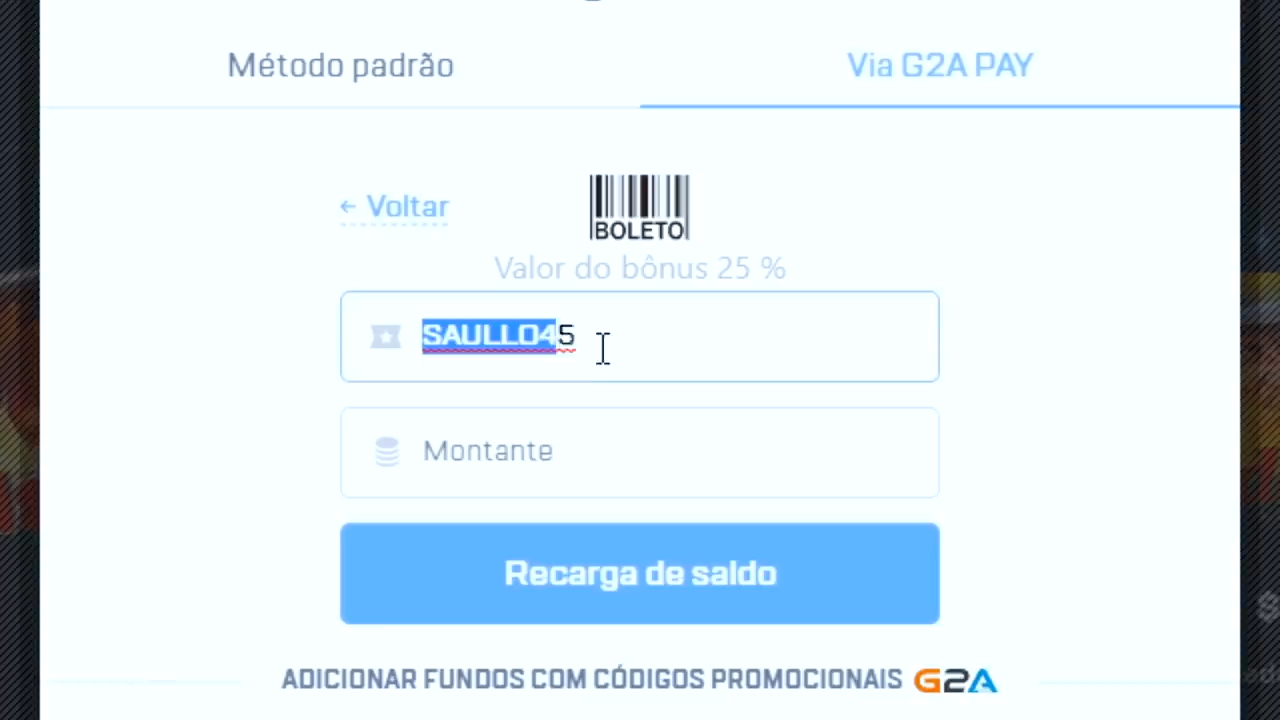 Método padrão
Via G2A PAY
← Voltar
BOLETO
Valor do bônus 25 %
SAULLO45
Montante
Recarga de saldo
ADICIONAR FUNDOS COM CÓDIGOS PROMOCIONAIS G2A
$